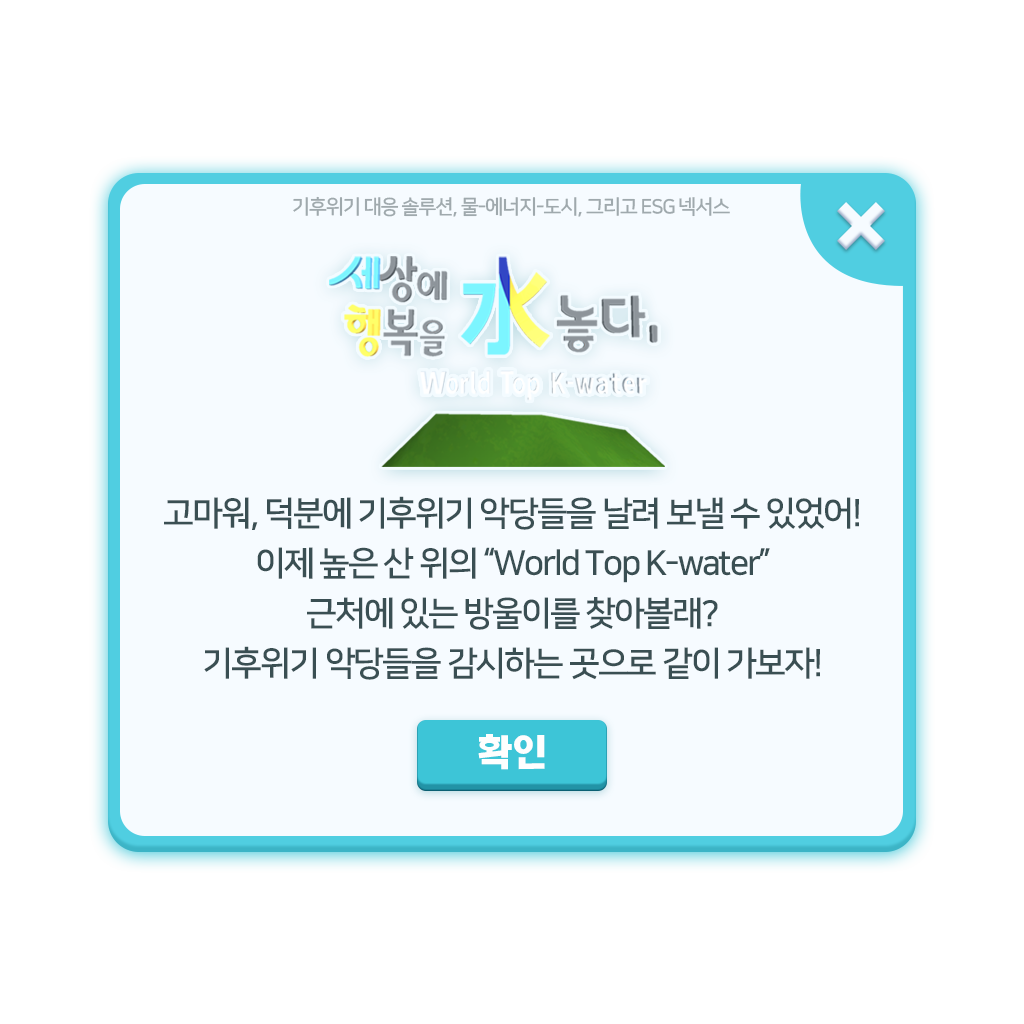 기후위기 대응 솔루션, 물-에너지-도시, 그리고 ESG 넥서스
세상에
행복을 水 놓다,
World Top K-water
고마워, 덕분에 기후위기 악당들을 날려 보낼 수 있었어!
이제 높은 산 위의 “World Top K-water”
근처에 있는 방울이를 찾아볼래?
기후위기 악당들을 감시하는 곳으로 같이 가보자!
확인